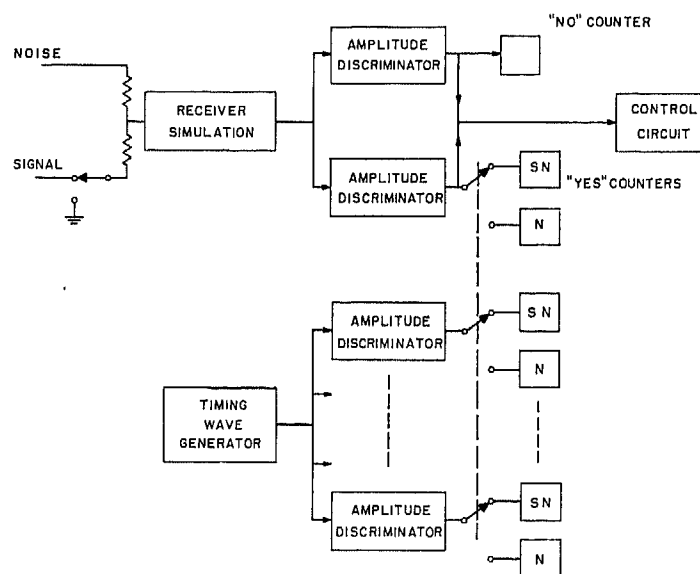 "NO" COUNTER
NOISE
AMPLITUDE
DISCRIMINATOR
RECEIVER
SIMULATION
CONTROL
CIRCUIT
SIGNAL
AMPLITUDE
DISCRIMINATOR
SN
"YES" COUNTERS
N
AMPLITUDE
DISCRIMINATOR
SN
N
TIMING
WAVE
GENERATOR
AMPLITUDE
DISCRIMINATOR
SN
N